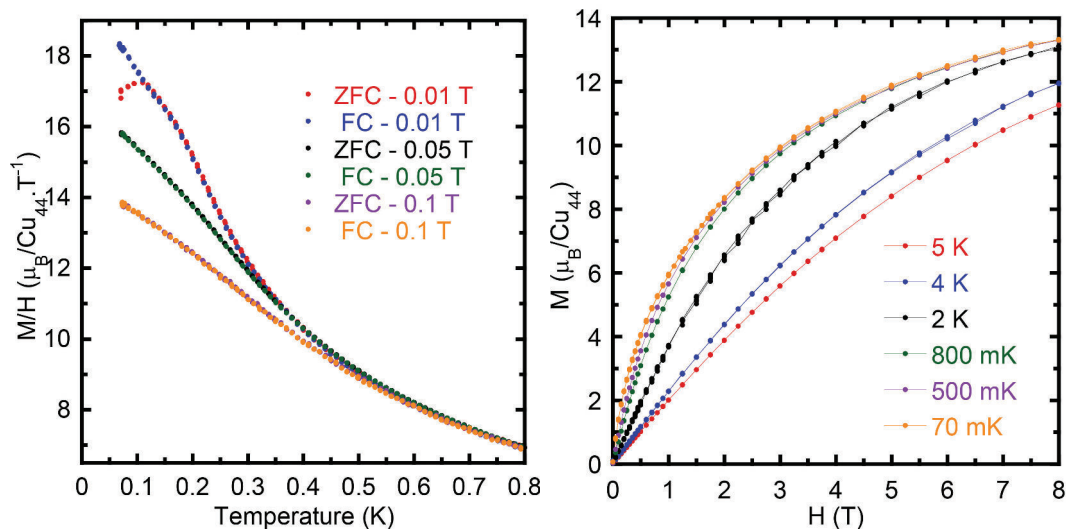 M/H (μB/Cu44.T⁻¹)
18
16
14
12
10
8
ZFC - 0.01 T
FC - 0.01 T
ZFC - 0.05 T
FC - 0.05 T
ZFC - 0.1 T
FC - 0.1 T
0 0.1 0.2 0.3 0.4 0.5 0.6 0.7 0.8
Temperature (K)
M (μB/Cu44)
14
12
10
8
6
4
2
0
5 K
4 K
2 K
800 mK
500 mK
70 mK
0 1 2 3 4 5 6 7 8
H (T)